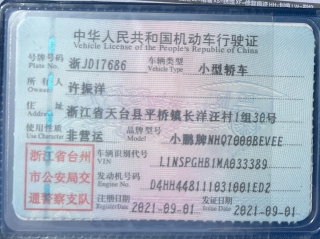 中华人民共和国机动车行驶证
Vehicle License of the People's Republic of China
号牌号码 Plate No. 浙JD17686 车辆类型 Vehicle Type 小型轿车
所有人 Owner 许振洋
住址 Address 浙江省天台县平桥镇长洋汪村1组30号
使用性质 Use Character 非营运 品牌型号 Model 小鹏牌NHQ7000BEVEE
浙江省台州
市公安局交
通警察支队
车辆识别代号 VIN L1NSPGHB1MA033389
发动机号码 Engine No. D4HH448111031001ED2
注册日期 Register Date 2021-09-01 发证日期 Issue Date 2021-09-01